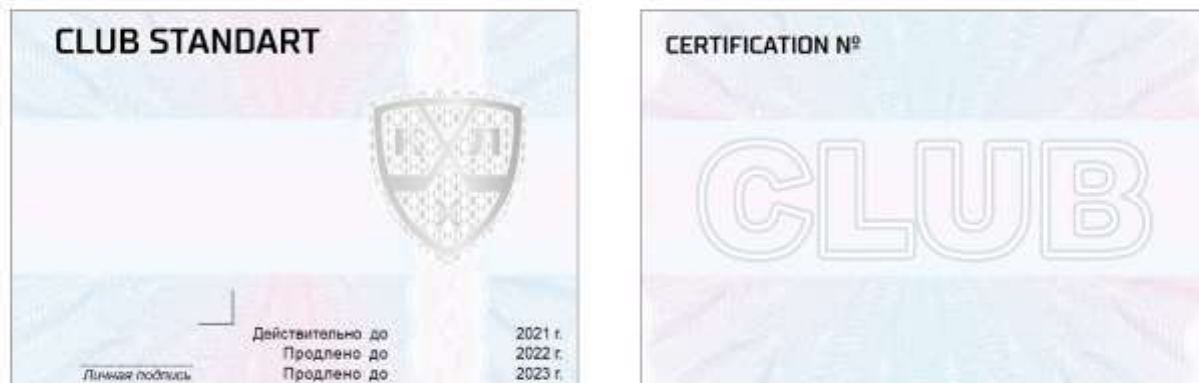 CLUB STANDART
К Л
Х
Действительно до 2021 г.
Продлено до 2022 г.
Личная подпись Продлено до 2023 г.
CERTIFICATION №
CLUB